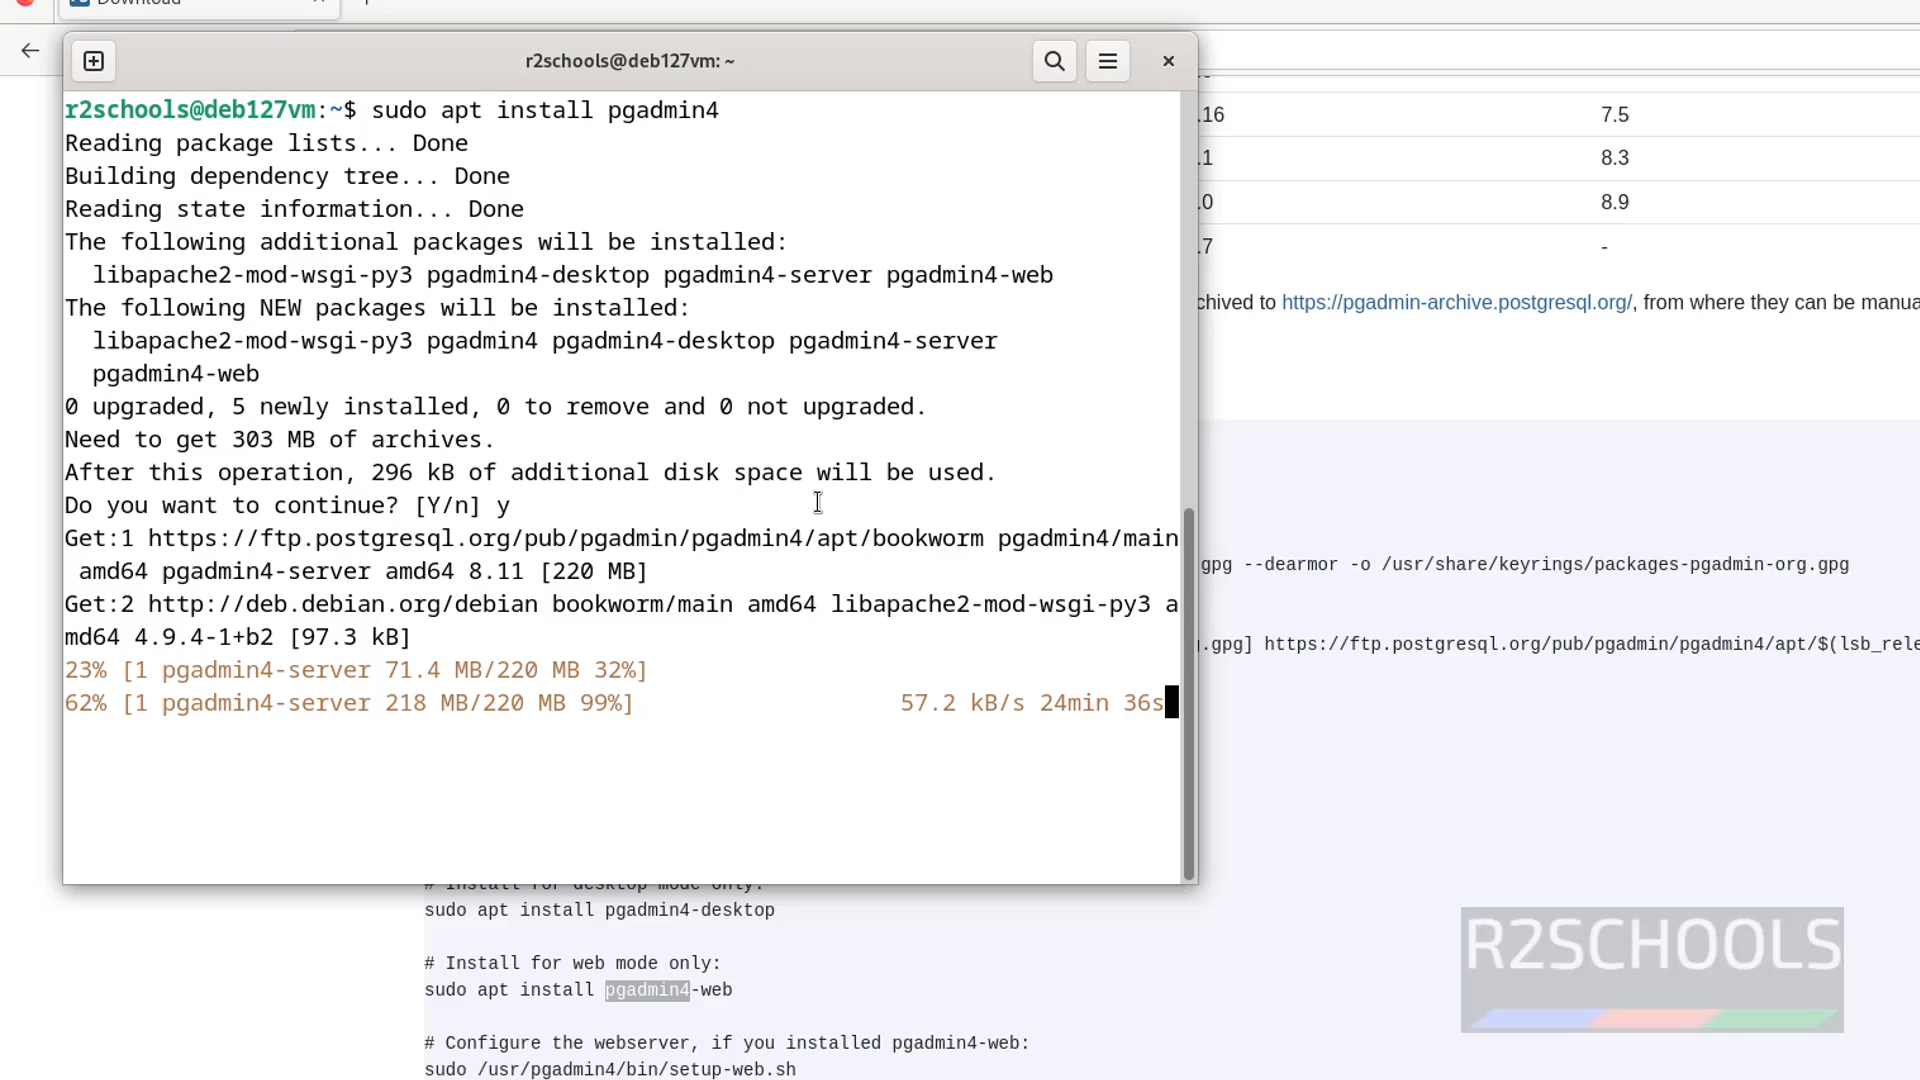 Download
r2schools@deb127vm: ~
r2schools@deb127vm:~$ sudo apt install pgadmin4
Reading package lists... Done
Building dependency tree... Done
Reading state information... Done
The following additional packages will be installed:
libapache2-mod-wsgi-py3 pgadmin4-desktop pgadmin4-server pgadmin4-web
The following NEW packages will be installed:
libapache2-mod-wsgi-py3 pgadmin4 pgadmin4-desktop pgadmin4-server
pgadmin4-web
0 upgraded, 5 newly installed, 0 to remove and 0 not upgraded.
Need to get 303 MB of archives.
After this operation, 296 kB of additional disk space will be used.
Do you want to continue? [Y/n] y
Get:1 https://ftp.postgresql.org/pub/pgadmin/pgadmin4/apt/bookworm pgadmin4/main
amd64 pgadmin4-server amd64 8.11 [220 MB]
Get:2 http://deb.debian.org/debian bookworm/main amd64 libapache2-mod-wsgi-py3 a
md64 4.9.4-1+b2 [97.3 kB]
23% [1 pgadmin4-server 71.4 MB/220 MB 32%]
62% [1 pgadmin4-server 218 MB/220 MB 99%] 57.2 kB/s 24min 36s
.16 7.5
.1 8.3
.0 8.9
.7 -
chived to https://pgadmin-archive.postgresql.org/, from where they can be manua
gpg --dearmor -o /usr/share/keyrings/packages-pgadmin-org.gpg
.gpg] https://ftp.postgresql.org/pub/pgadmin/pgadmin4/apt/$(lsb_rele
# Install for desktop mode only:
sudo apt install pgadmin4-desktop
# Install for web mode only:
sudo apt install pgadmin4-web
# Configure the webserver, if you installed pgadmin4-web:
sudo /usr/pgadmin4/bin/setup-web.sh
R2SCHOOLS